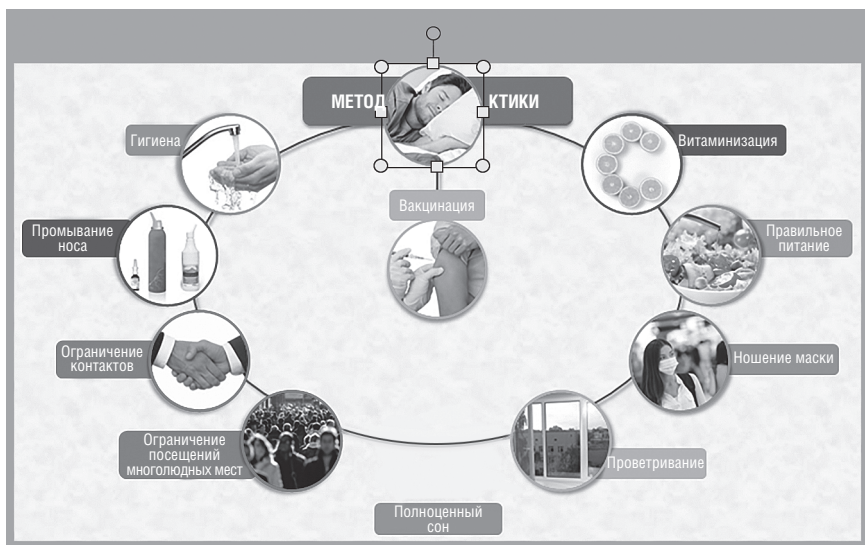 МЕТОД КТИКИ
Гигиена
Витаминизация
Вакцинация
Промывание
носа
Правильное
питание
Ограничение
контактов
Ношение маски
Ограничение
посещений
многолюдных мест
Проветривание
Полноценный
сон